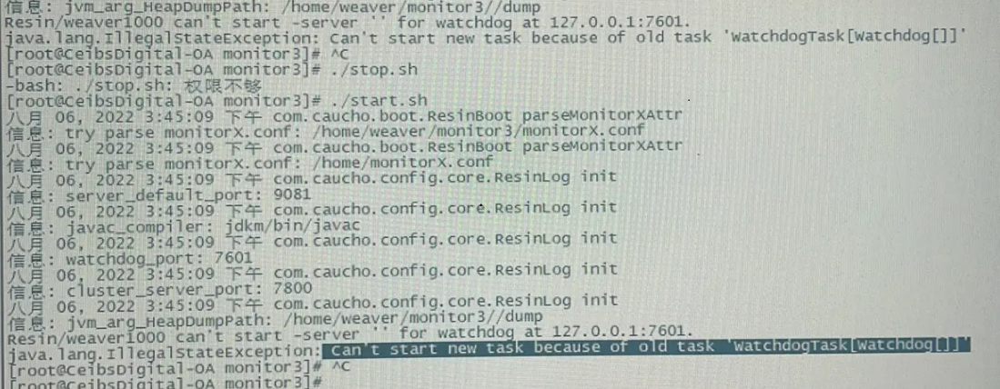 信息: jvm_arg_HeapDumpPath: /home/weaver/monitor3//dump
Resin/weaver1000 can't start -server '' for watchdog at 127.0.0.1:7601.
java.lang.IllegalStateException: Can't start new task because of old task 'WatchdogTask[Watchdog[]]'
[root@CeibsDigital-OA monitor3]# ^C
[root@CeibsDigital-OA monitor3]# ./stop.sh
-bash: ./stop.sh: 权限不够
[root@CeibsDigital-OA monitor3]# ./start.sh
八月 06, 2022 3:45:09 下午 com.caucho.boot.ResinBoot parseMonitorXAttr
信息: try parse monitorX.conf: /home/weaver/monitor3/monitorX.conf
八月 06, 2022 3:45:09 下午 com.caucho.boot.ResinBoot parseMonitorXAttr
信息: try parse monitorX.conf: /home/monitorX.conf
八月 06, 2022 3:45:09 下午 com.caucho.config.core.ResinLog init
信息: server_default_port: 9081
八月 06, 2022 3:45:09 下午 com.caucho.config.core.ResinLog init
信息: javac_compiler: jdkm/bin/javac
八月 06, 2022 3:45:09 下午 com.caucho.config.core.ResinLog init
信息: watchdog_port: 7601
八月 06, 2022 3:45:09 下午 com.caucho.config.core.ResinLog init
信息: cluster_server_port: 7800
八月 06, 2022 3:45:09 下午 com.caucho.config.core.ResinLog init
信息: jvm_arg_HeapDumpPath: /home/weaver/monitor3//dump
Resin/weaver1000 can't start -server '' for watchdog at 127.0.0.1:7601.
java.lang.IllegalStateException: Can't start new task because of old task 'WatchdogTask[Watchdog[]]'
[root@CeibsDigital-OA monitor3]# ^C
[root@CeibsDigital-OA monitor3]#